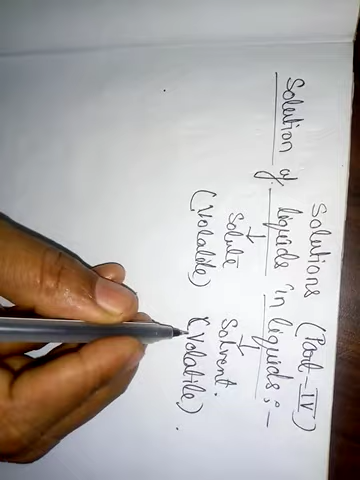 Solutions (Part-IV)
Solution of liquids in liquids:-
↓ ↓
Solute Solvent.
(Volatile) (Volatile).